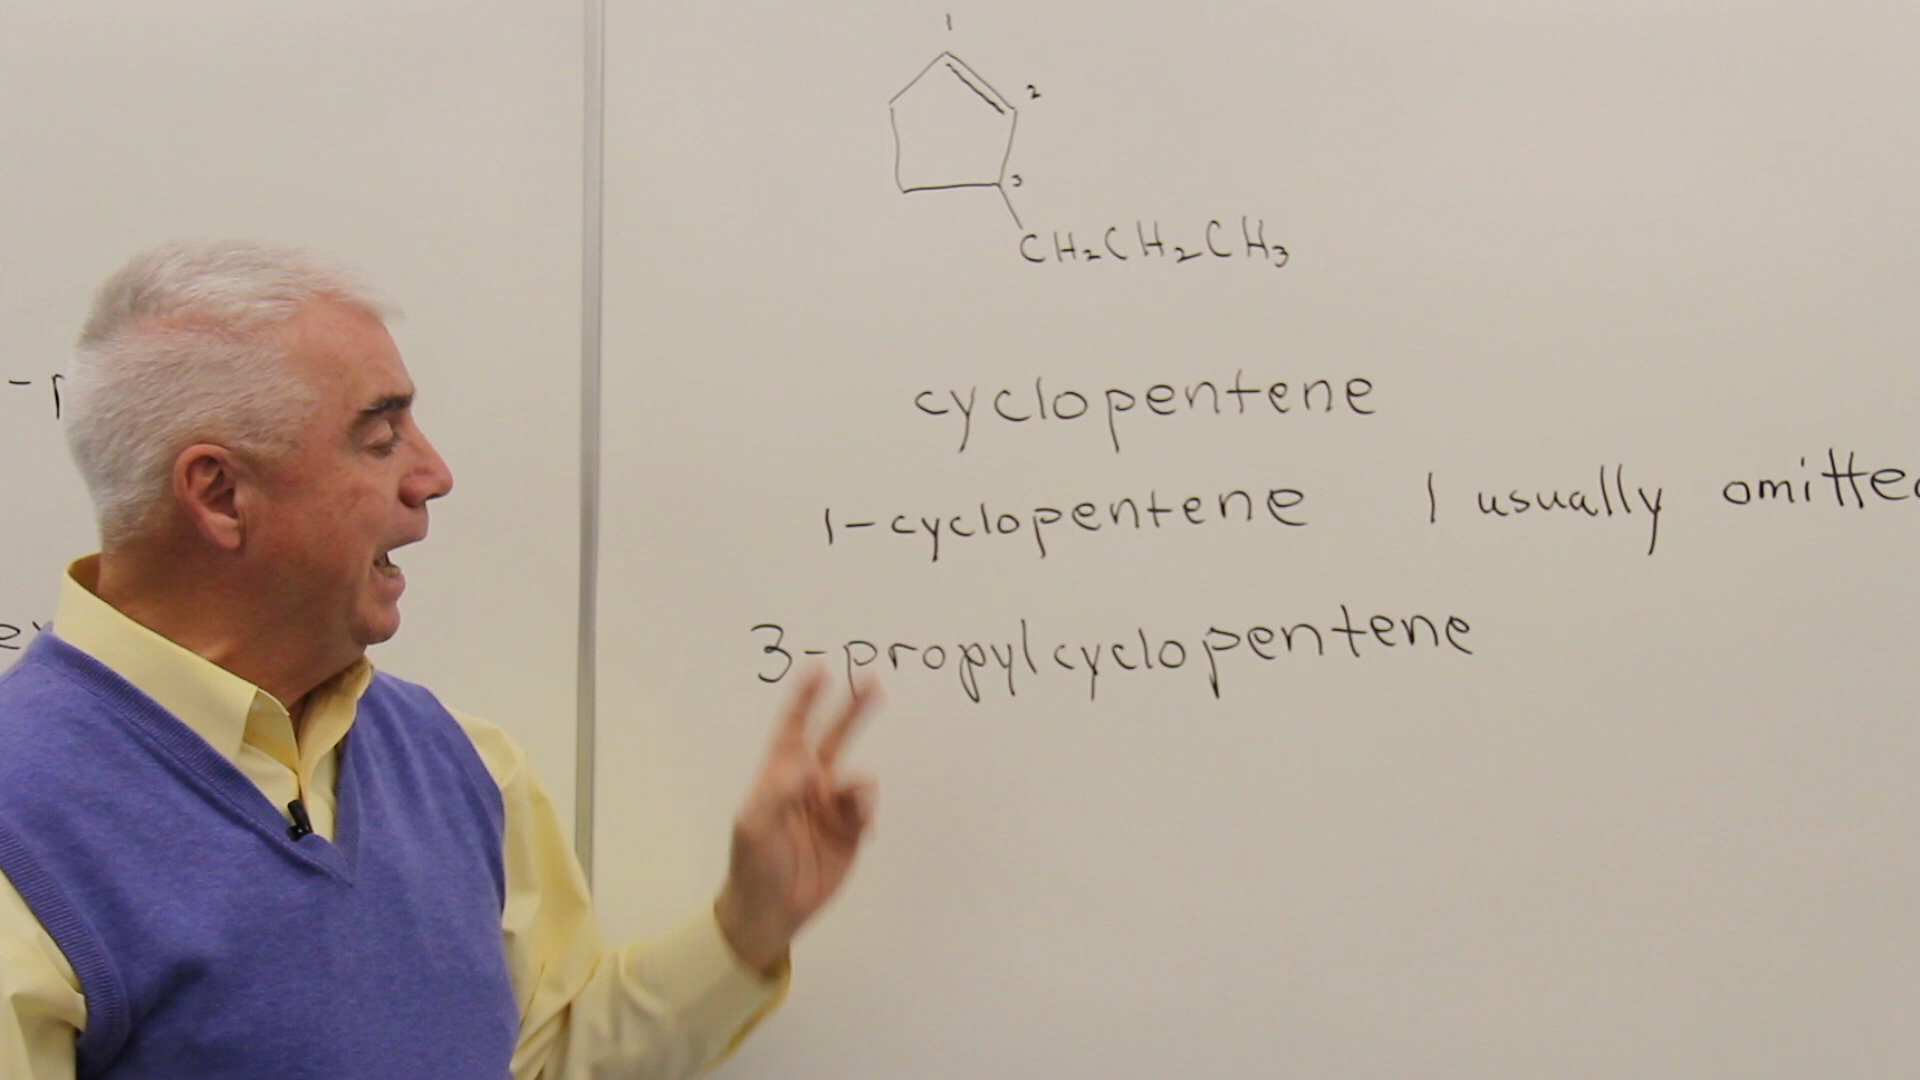 1
2
3
CH₂CH₂CH₃
cyclopentene
1-cyclopentene 1 usually omitted
3-propylcyclopentene